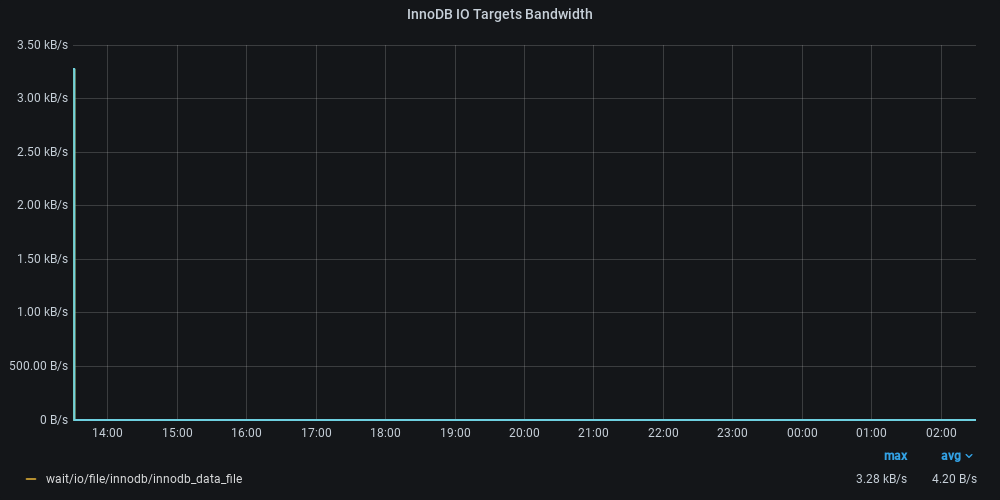 InnoDB IO Targets Bandwidth
3.50 kB/s
3.00 kB/s
2.50 kB/s
2.00 kB/s
1.50 kB/s
1.00 kB/s
500.00 B/s
0 B/s
14:00 15:00 16:00 17:00 18:00 19:00 20:00 21:00 22:00 23:00 00:00 01:00 02:00
max avg
wait/io/file/innodb/innodb_data_file 3.28 kB/s 4.20 B/s